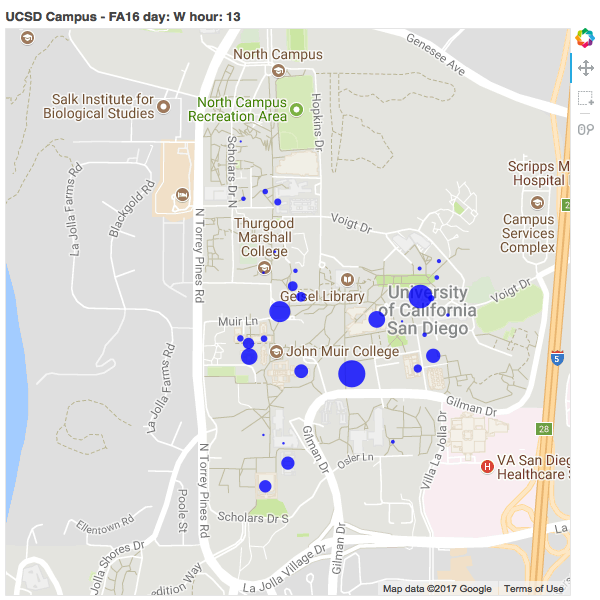 UCSD Campus - FA16 day: W hour: 13
Genesee Ave
North Campus
Salk Institute for
Biological Studies
North Campus
Recreation Area
Hopkins Dr
Scholars Dr N
Scripps M
Hospital
La Jolla Farms Rd
Blackgold Rd
N Torrey Pines Rd
2
Campus
Services
Complex
Voigt Dr
Thurgood
Marshall
College
Voigt Dr
Geisel Library
University
of California
San Diego
Muir Ln
John Muir College
La Jolla Farms Rd
5
Gilman Dr
Gilman Dr
Villa La Jolla Dr
28
Osler Ln
VA San Dieg
Healthcare S
H
N Torrey Pines Rd
Poole St
Ellentown Rd
Scholars Dr S
La
La Jolla Shores Dr
Gilman Dr
La Jolla Village Dr
edition Way
Map data ©2017 Google
Terms of Use